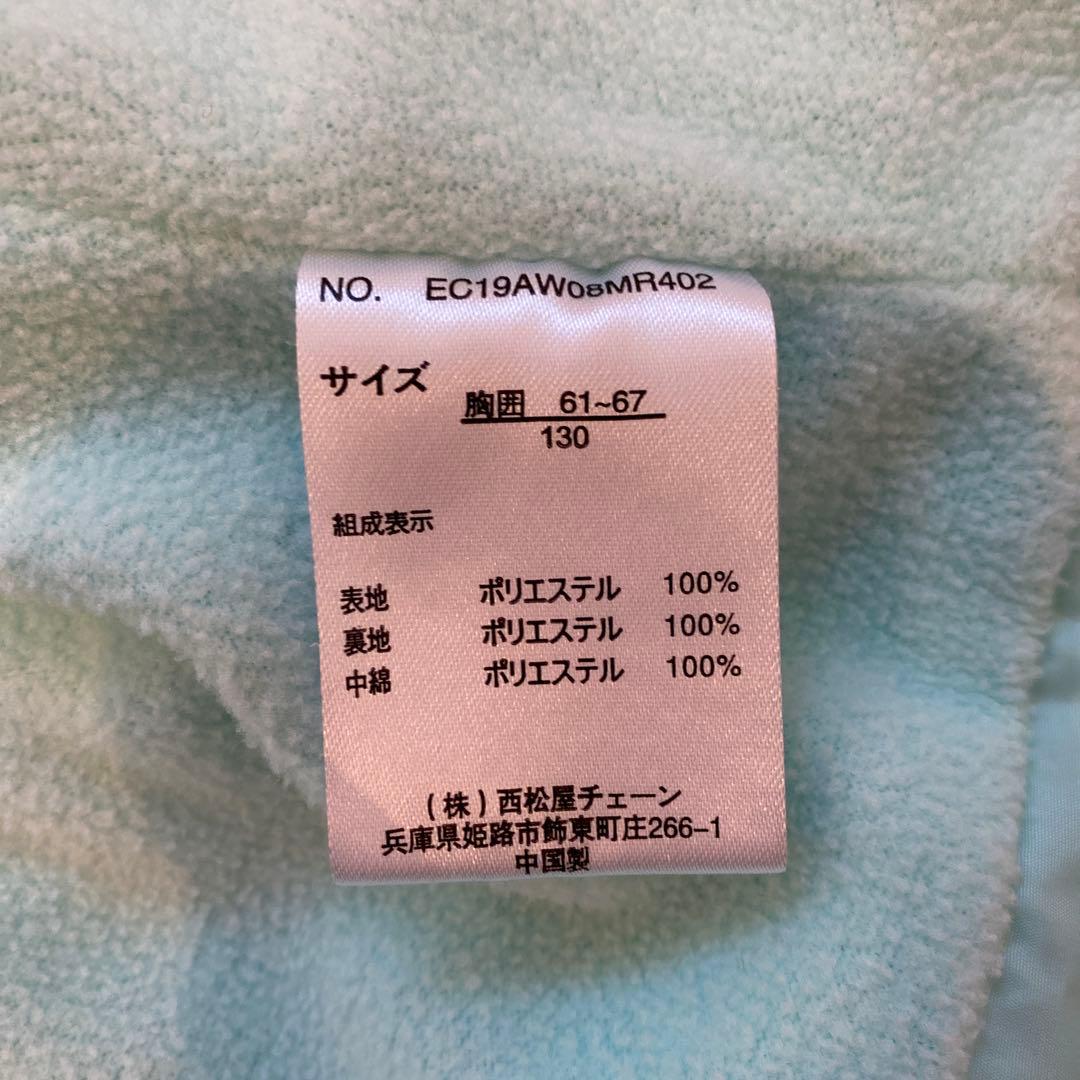 NO. EC19AW08MR402
サイズ
胸囲 61~67
130
組成表示
表地 ポリエステル 100%
裏地 ポリエステル 100%
中綿 ポリエステル 100%
(株)西松屋チェーン
兵庫県姫路市飾東町庄266-1
中国製